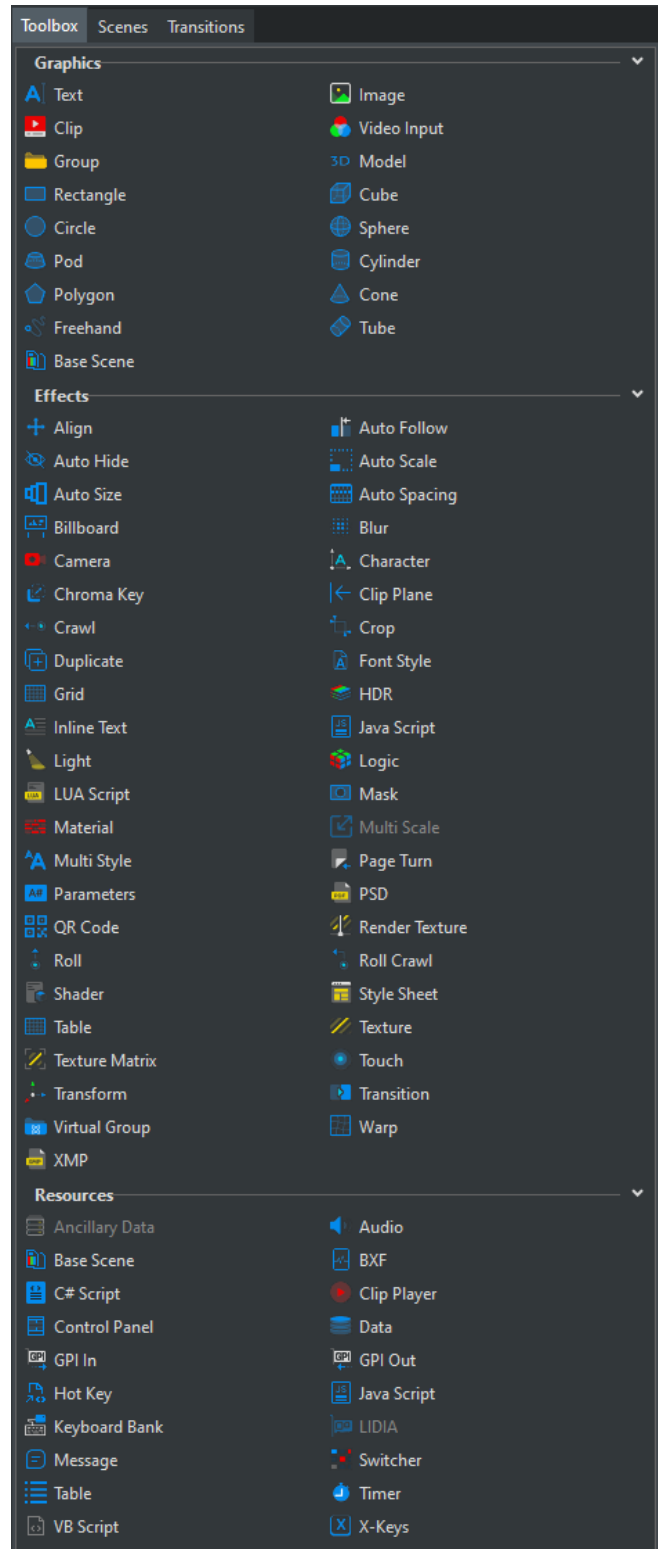 Toolbox Scenes Transitions
Graphics
Text Image
Clip Video Input
Group 3D Model
Rectangle Cube
Circle Sphere
Pod Cylinder
Polygon Cone
Freehand Tube
Base Scene
Effects
Align Auto Follow
Auto Hide Auto Scale
Auto Size Auto Spacing
Billboard Blur
Camera Character
Chroma Key Clip Plane
Crawl Crop
Duplicate Font Style
Grid HDR
Inline Text Java Script
Light Logic
LUA Script Mask
Material Multi Scale
Multi Style Page Turn
Parameters PSD
QR Code Render Texture
Roll Roll Crawl
Shader Style Sheet
Table Texture
Texture Matrix Touch
Transform Transition
Virtual Group Warp
XMP
Resources
Ancillary Data Audio
Base Scene BXF
C# Script Clip Player
Control Panel Data
GPI GPI In GPI GPI Out
Hot Key Java Script
Keyboard Bank LIDIA
Message Switcher
Table Timer
VB Script X X-Keys